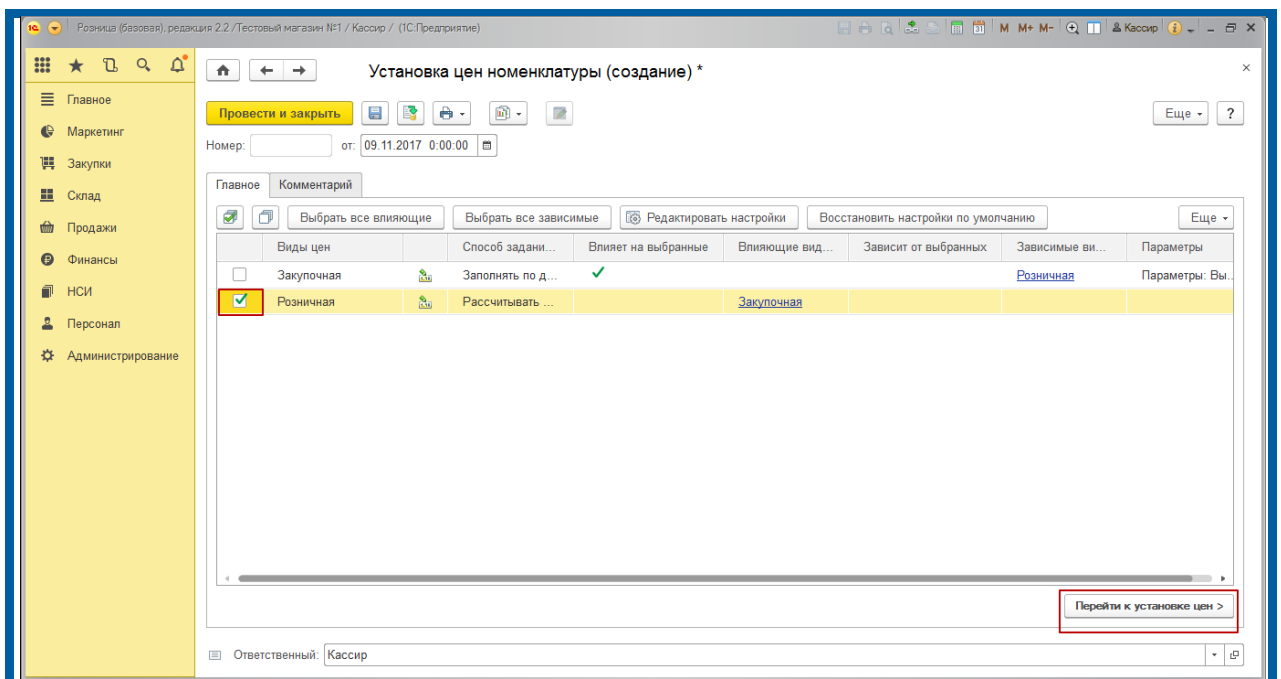 Розница (базовая), редакция 2.2 /Тестовый магазин №1 / Кассир / (1С:Предприятие) M M+ M- Кассир
Установка цен номенклатуры (создание) *
Главное
Маркетинг
Закупки
Склад
Продажи
Финансы
НСИ
Персонал
Администрирование
Провести и закрыть Еще ?
Номер: от: 09.11.2017 0:00:00
Главное Комментарий
Выбрать все влияющие Выбрать все зависимые Редактировать настройки Восстановить настройки по умолчанию Еще
Виды цен Способ задани... Влияет на выбранные Влияющие вид... Зависит от выбранных Зависимые ви... Параметры
Закупочная Заполнять по д... Розничная Параметры: Вы...
Розничная Рассчитывать ... Закупочная
Перейти к установке цен >
Ответственный: Кассир